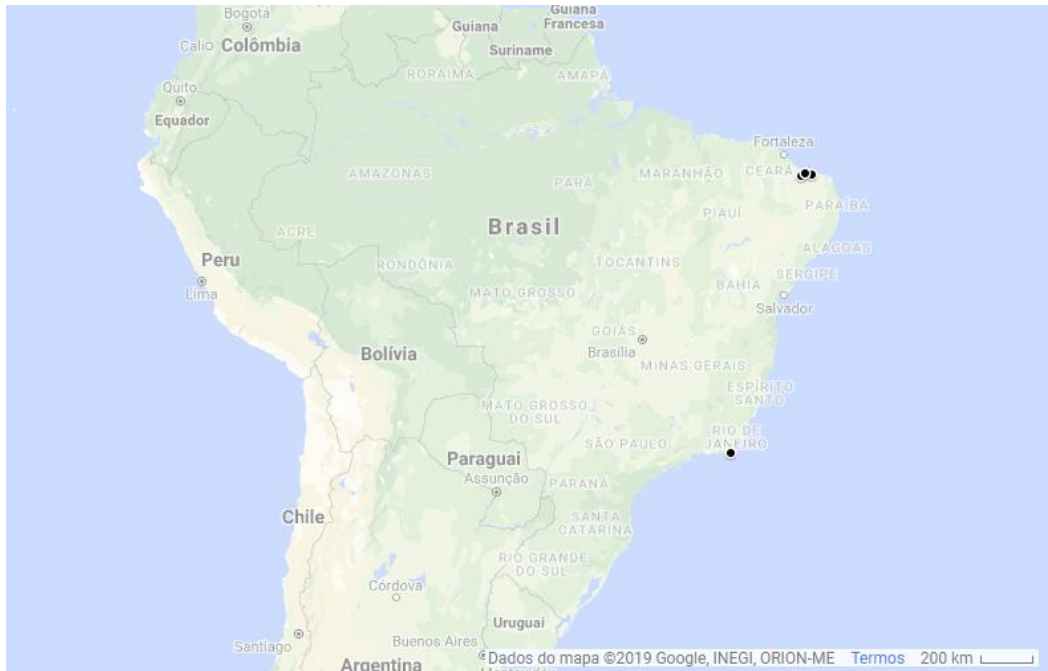 Bogotá
Guiana
Guiana
Francesa
Cali
Colômbia
Suriname
RORAIMA
AMAPÁ
Quito
Equador
Fortaleza
AMAZONAS
PARÁ
MARANHÃO
CEARÁ
PIAUÍ
PARAÍBA
Brasil
ACRE
ALAGOAS
Peru
RONDÔNIA
TOCANTINS
SERGIPE
Lima
MATO GROSSO
BAHIA
Salvador
GOIÁS
Bolívia
Brasília
MINAS GERAIS
ESPÍRITO
SANTO
MATO GROSSO
DO SUL
RIO DE
JANEIRO
SÃO PAULO
Paraguai
Assunção
PARANÁ
Chile
SANTA
CATARINA
RIO GRANDE
DO SUL
Córdova
Uruguai
Santiago
Buenos Aires
Argentina
Dados do mapa ©2019 Google, INEGI, ORION-ME Termos 200 km